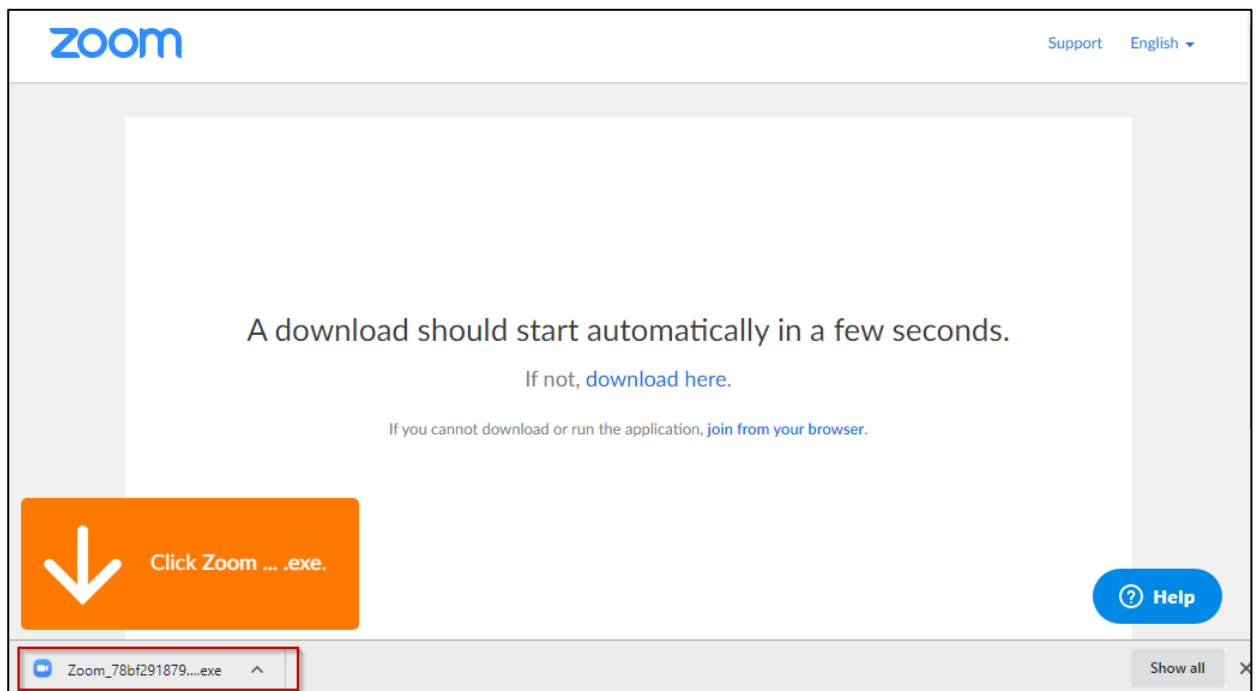 zoom
Support English
A download should start automatically in a few seconds.
If not, download here.
If you cannot download or run the application, join from your browser.
Click Zoom ... .exe.
Help
Zoom_78bf291879....exe
Show all